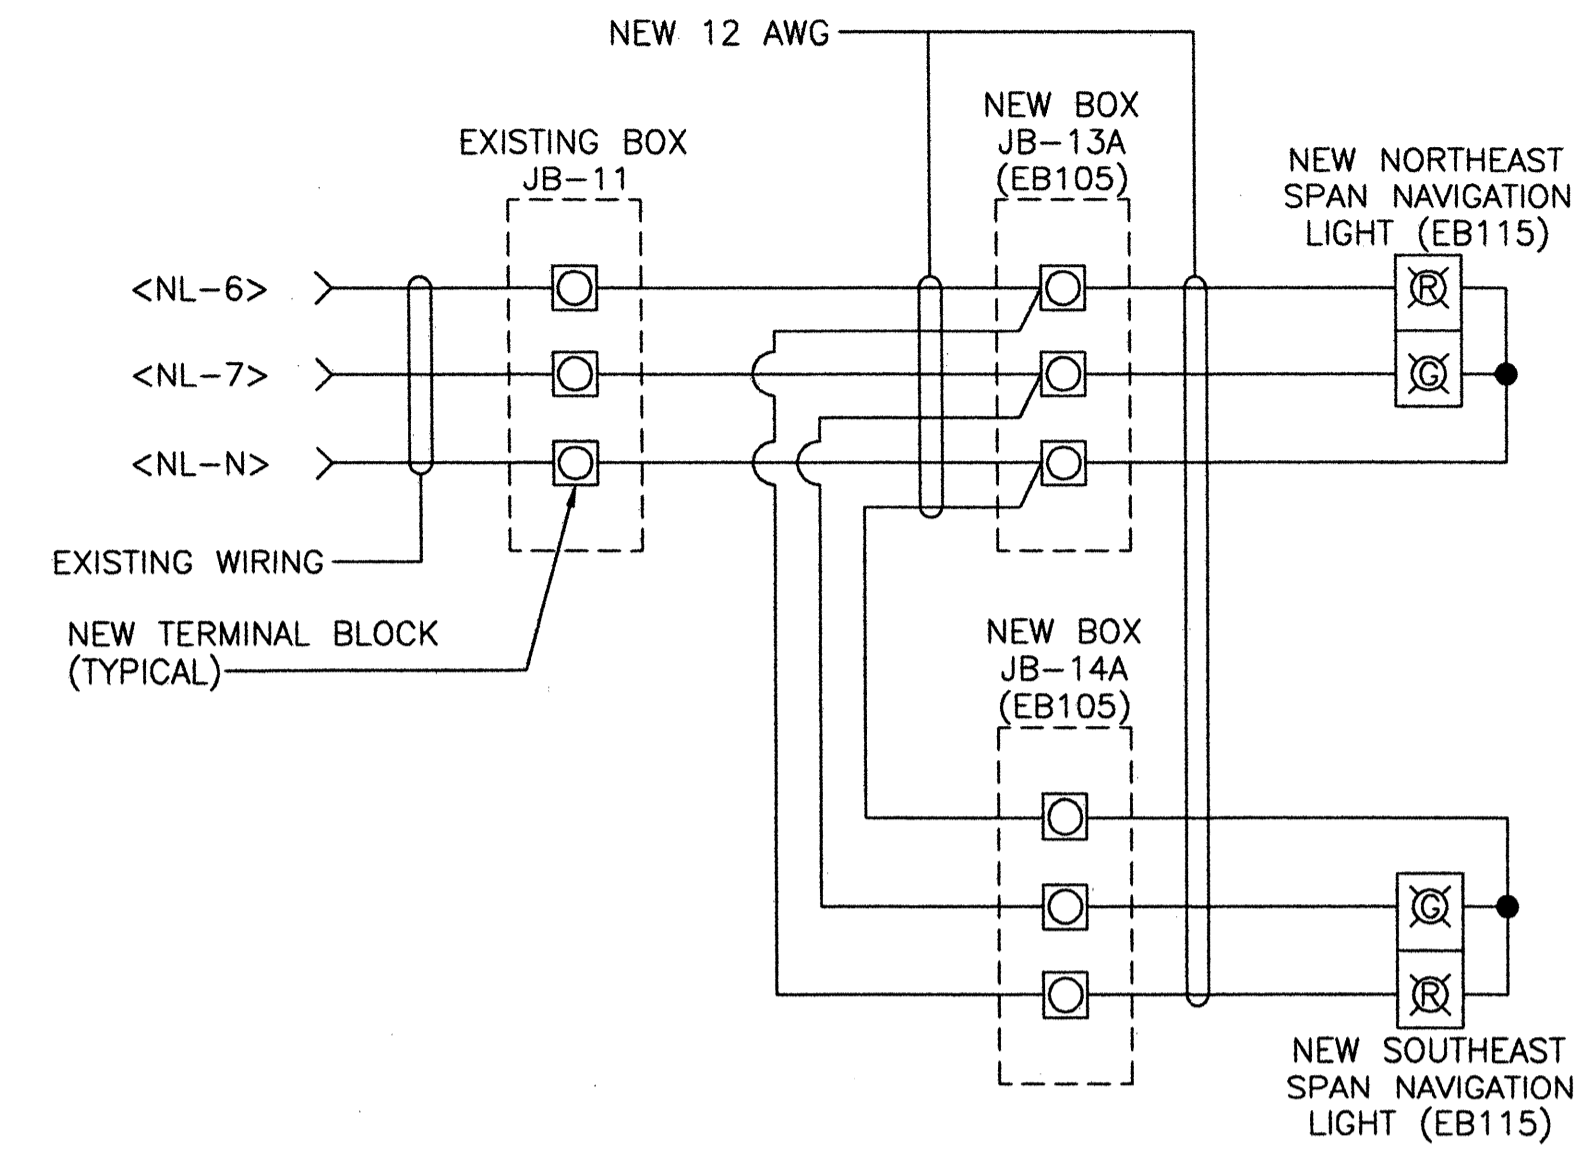 NEW 12 AWG
EXISTING BOX
JB-11
NEW BOX
JB-13A
(EB105)
NEW NORTHEAST
SPAN NAVIGATION
LIGHT (EB115)
<NL-6>
R
<NL-7>
G
<NL-N>
EXISTING WIRING
NEW TERMINAL BLOCK
(TYPICAL)
NEW BOX
JB-14A
(EB105)
G
R
NEW SOUTHEAST
SPAN NAVIGATION
LIGHT (EB115)